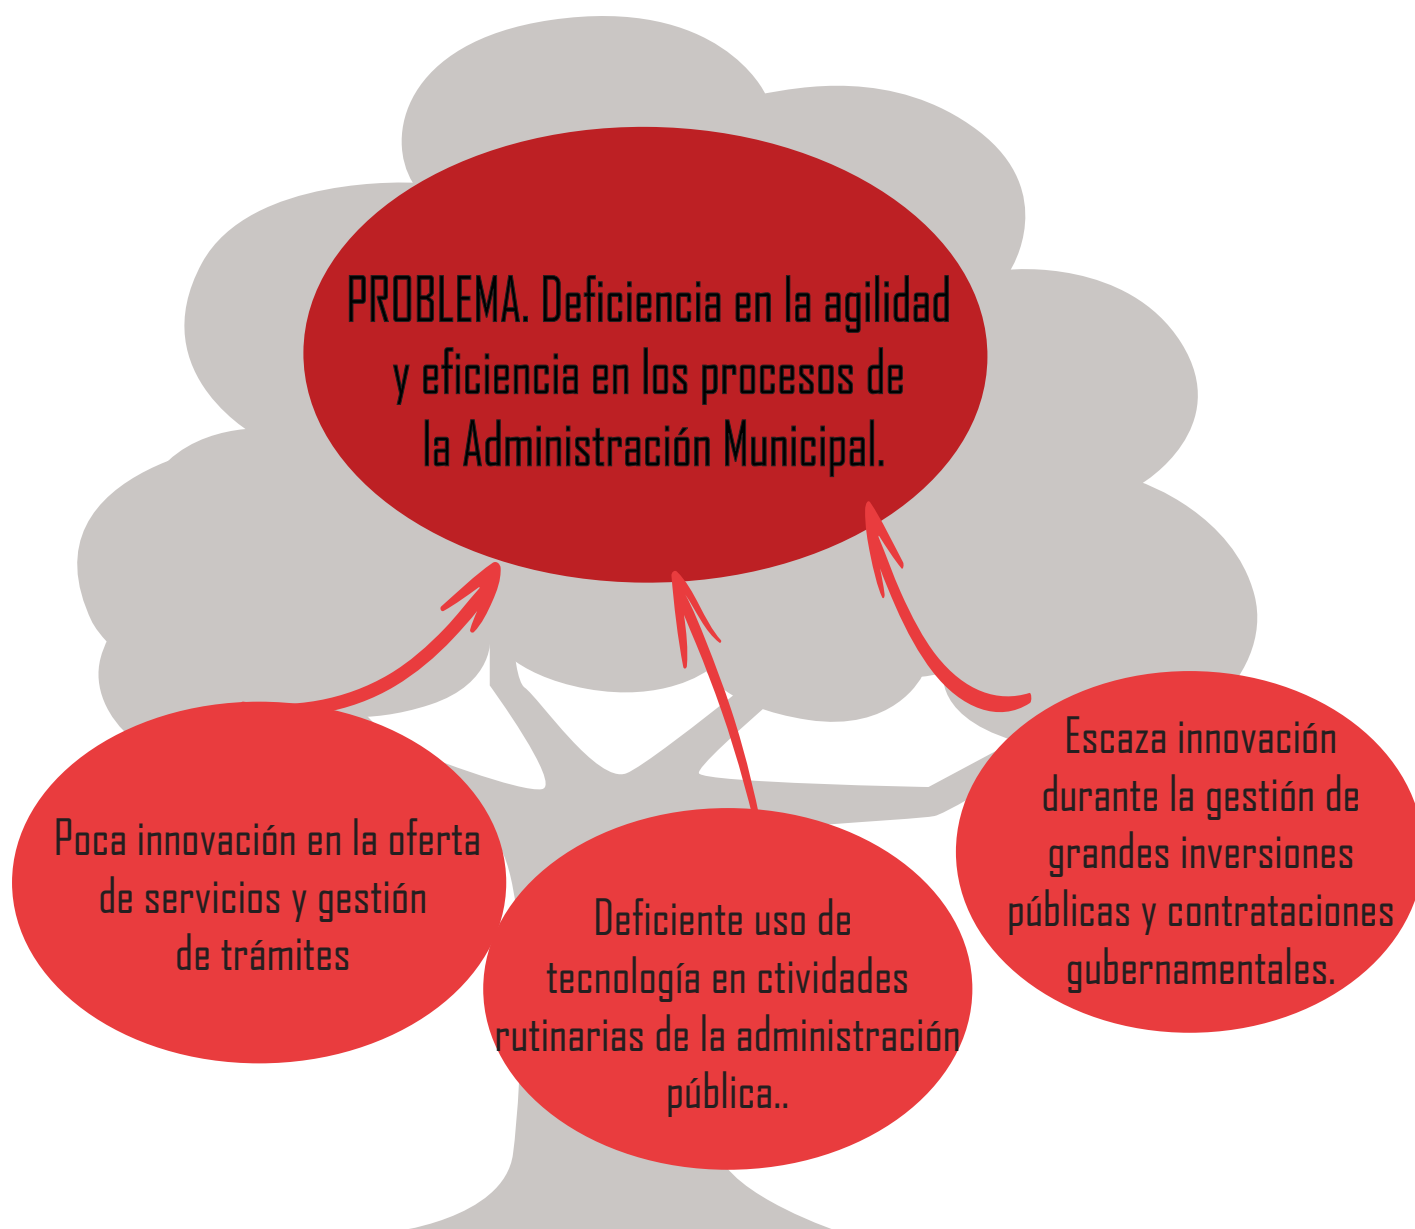 PROBLEMA. Deficiencia en la agilidad
y eficiencia en los procesos de
la Administración Municipal.
Poca innovación en la oferta
de servicios y gestión
de trámites
Deficiente uso de
tecnología en ctividades
rutinarias de la administración
pública..
Escaza innovación
durante la gestión de
grandes inversiones
públicas y contrataciones
gubernamentales.